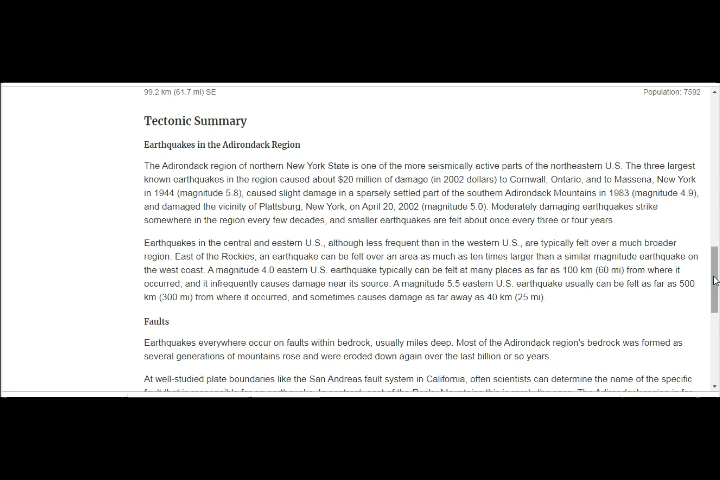 99.2 km (61.7 mi) SE Population: 7592
Tectonic Summary
Earthquakes in the Adirondack Region
The Adirondack region of northern New York State is one of the more seismically active parts of the northeastern U.S. The three largest
known earthquakes in the region caused about $20 million of damage (in 2002 dollars) to Cornwall, Ontario, and to Massena, New York
in 1944 (magnitude 5.8), caused slight damage in a sparsely settled part of the southern Adirondack Mountains in 1983 (magnitude 4.9),
and damaged the vicinity of Plattsburg, New York, on April 20, 2002 (magnitude 5.0). Moderately damaging earthquakes strike
somewhere in the region every few decades, and smaller earthquakes are felt about once every three or four years.
Earthquakes in the central and eastern U.S., although less frequent than in the western U.S., are typically felt over a much broader
region. East of the Rockies, an earthquake can be felt over an area as much as ten times larger than a similar magnitude earthquake on
the west coast. A magnitude 4.0 eastern U.S. earthquake typically can be felt at many places as far as 100 km (60 mi) from where it
occurred, and it infrequently causes damage near its source. A magnitude 5.5 eastern U.S. earthquake usually can be felt as far as 500
km (300 mi) from where it occurred, and sometimes causes damage as far away as 40 km (25 mi).
Faults
Earthquakes everywhere occur on faults within bedrock, usually miles deep. Most of the Adirondack region's bedrock was formed as
several generations of mountains rose and were eroded down again over the last billion or so years.
At well-studied plate boundaries like the San Andreas fault system in California, often scientists can determine the name of the specific